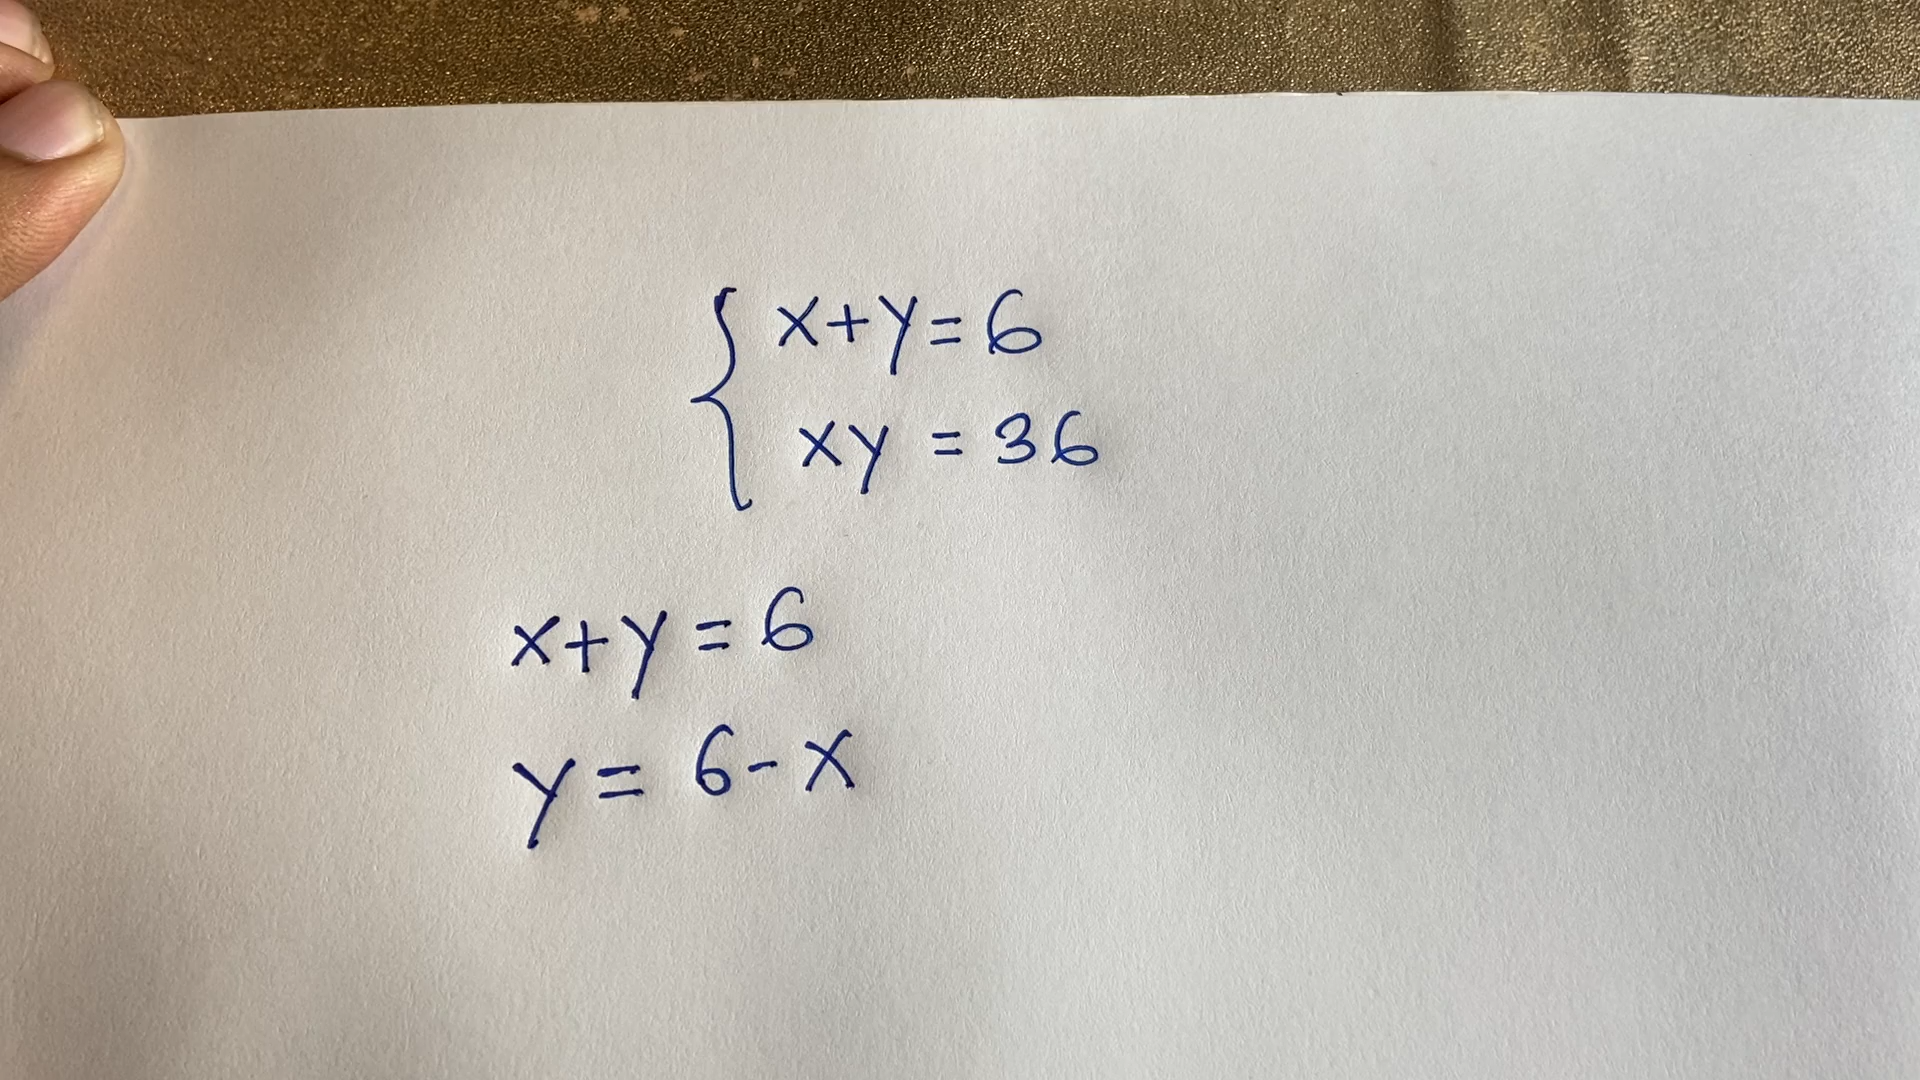 { x+y=6
xy = 36
x+y=6
y= 6-x